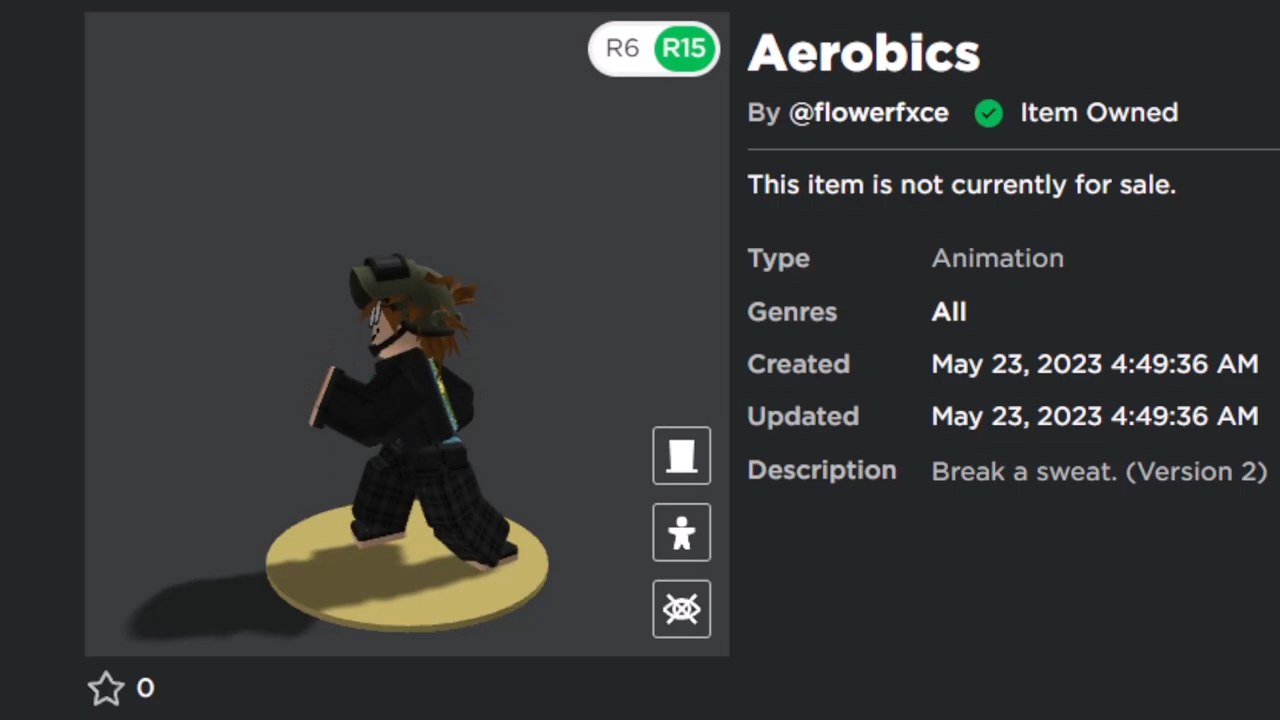 R6 R15
Aerobics
By @flowerfxce Item Owned
This item is not currently for sale.
Type Animation
Genres All
Created May 23, 2023 4:49:36 AM
Updated May 23, 2023 4:49:36 AM
Description Break a sweat. (Version 2)
0